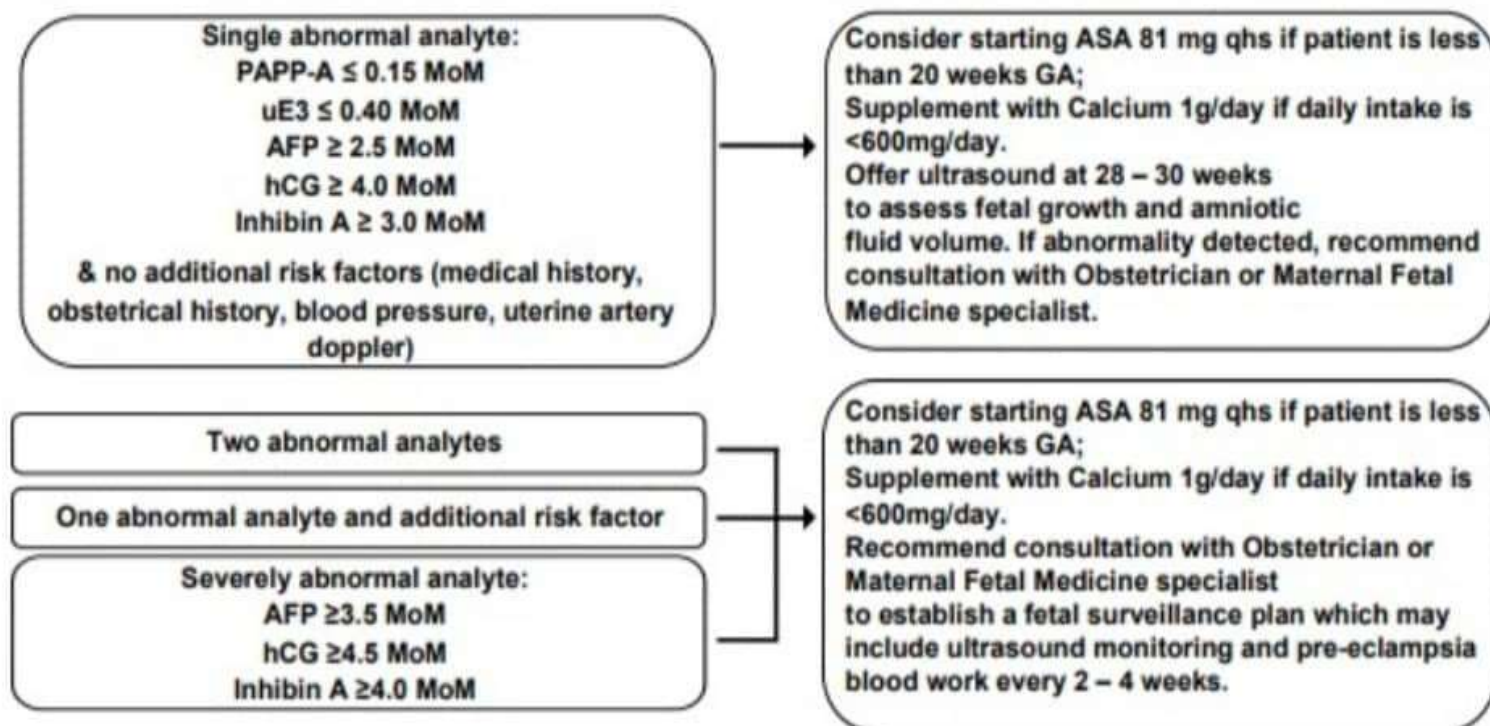 Single abnormal analyte:
PAPP-A ≤ 0.15 MoM
uE3 ≤ 0.40 MoM
AFP ≥ 2.5 MoM
hCG ≥ 4.0 MoM
Inhibin A ≥ 3.0 MoM
& no additional risk factors (medical history,
obstetrical history, blood pressure, uterine artery
doppler)
Consider starting ASA 81 mg qhs if patient is less
than 20 weeks GA;
Supplement with Calcium 1g/day if daily intake is
<600mg/day.
Offer ultrasound at 28 – 30 weeks
to assess fetal growth and amniotic
fluid volume. If abnormality detected, recommend
consultation with Obstetrician or Maternal Fetal
Medicine specialist.
Two abnormal analytes
One abnormal analyte and additional risk factor
Severely abnormal analyte:
AFP ≥3.5 MoM
hCG ≥4.5 MoM
Inhibin A ≥4.0 MoM
Consider starting ASA 81 mg qhs if patient is less
than 20 weeks GA;
Supplement with Calcium 1g/day if daily intake is
<600mg/day.
Recommend consultation with Obstetrician or
Maternal Fetal Medicine specialist
to establish a fetal surveillance plan which may
include ultrasound monitoring and pre-eclampsia
blood work every 2 – 4 weeks.